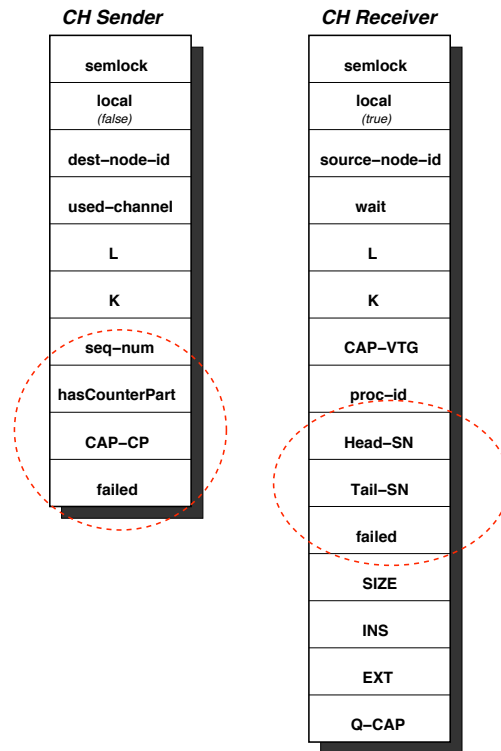 CH Sender
semlock
local
(false)
dest−node−id
used−channel
L
K
seq−num
hasCounterPart
CAP−CP
failed
CH Receiver
semlock
local
(true)
source−node−id
wait
L
K
CAP−VTG
proc−id
Head−SN
Tail−SN
failed
SIZE
INS
EXT
Q−CAP